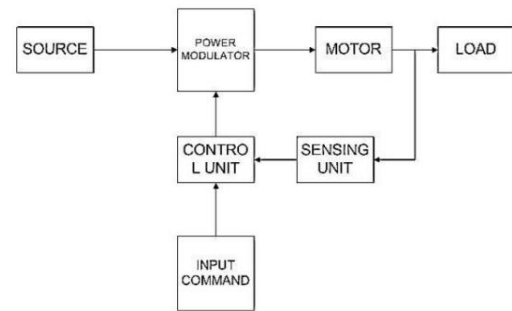 SOURCE
POWER
MODULATOR
MOTOR
LOAD
CONTRO
L UNIT
SENSING
UNIT
INPUT
COMMAND